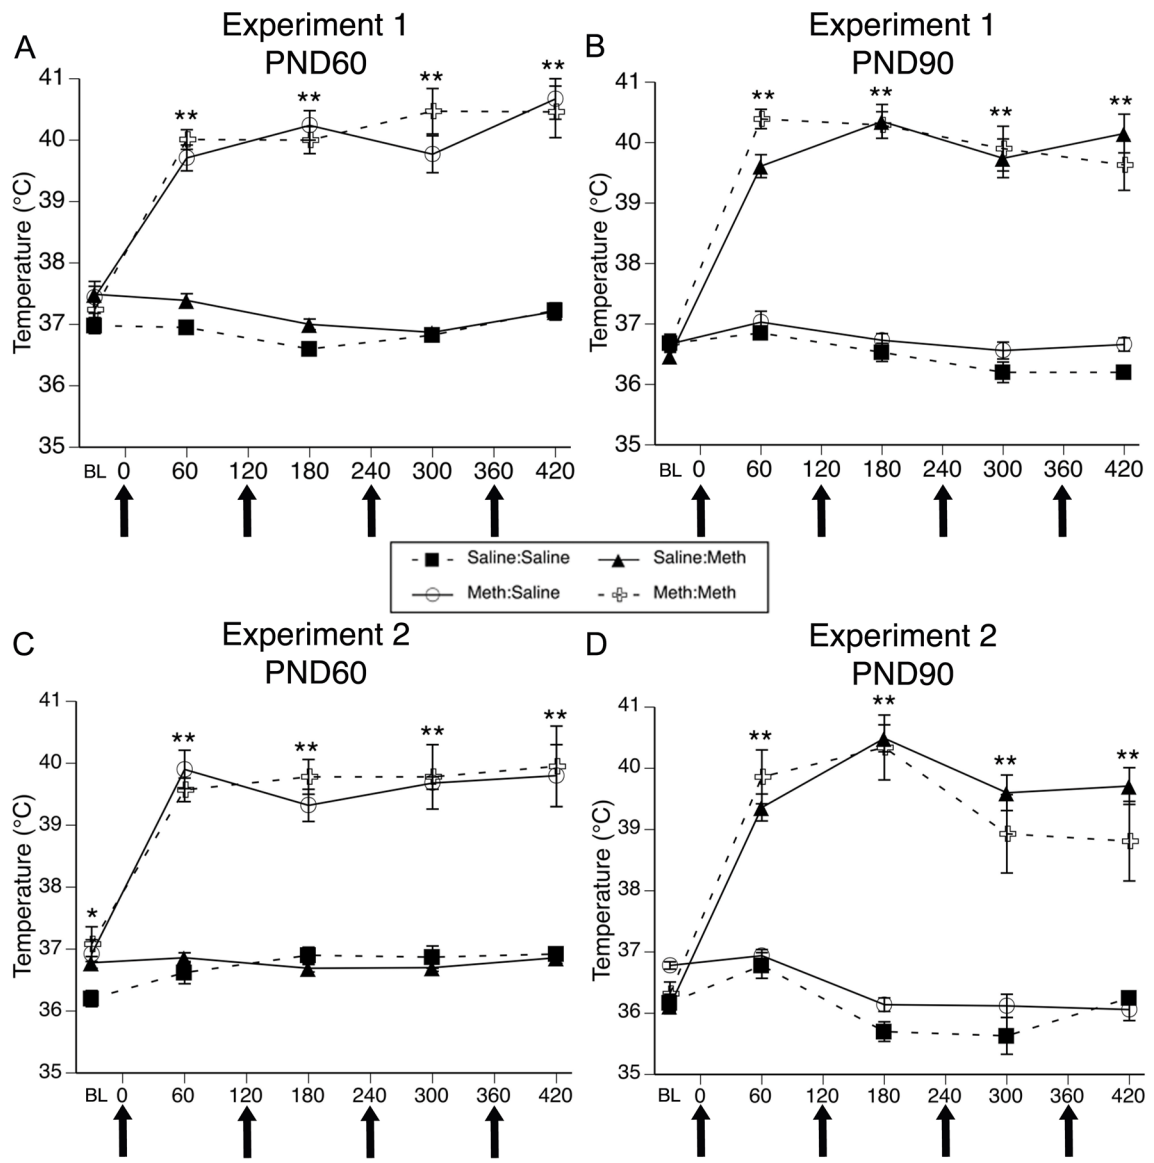 A
Experiment 1
PND60
Temperature (°C)
41
40
39
38
37
36
35
**
**
**
**
BL 0 60 120 180 240 300 360 420
B
Experiment 1
PND90
Temperature (°C)
41
40
39
38
37
36
35
**
**
**
**
BL 0 60 120 180 240 300 360 420
Saline:Saline Saline:Meth
Meth:Saline Meth:Meth
C
Experiment 2
PND60
Temperature (°C)
41
40
39
38
37
36
35
*
**
**
**
**
BL 0 60 120 180 240 300 360 420
D
Experiment 2
PND90
Temperature (°C)
41
40
39
38
37
36
35
**
**
**
**
BL 0 60 120 180 240 300 360 420